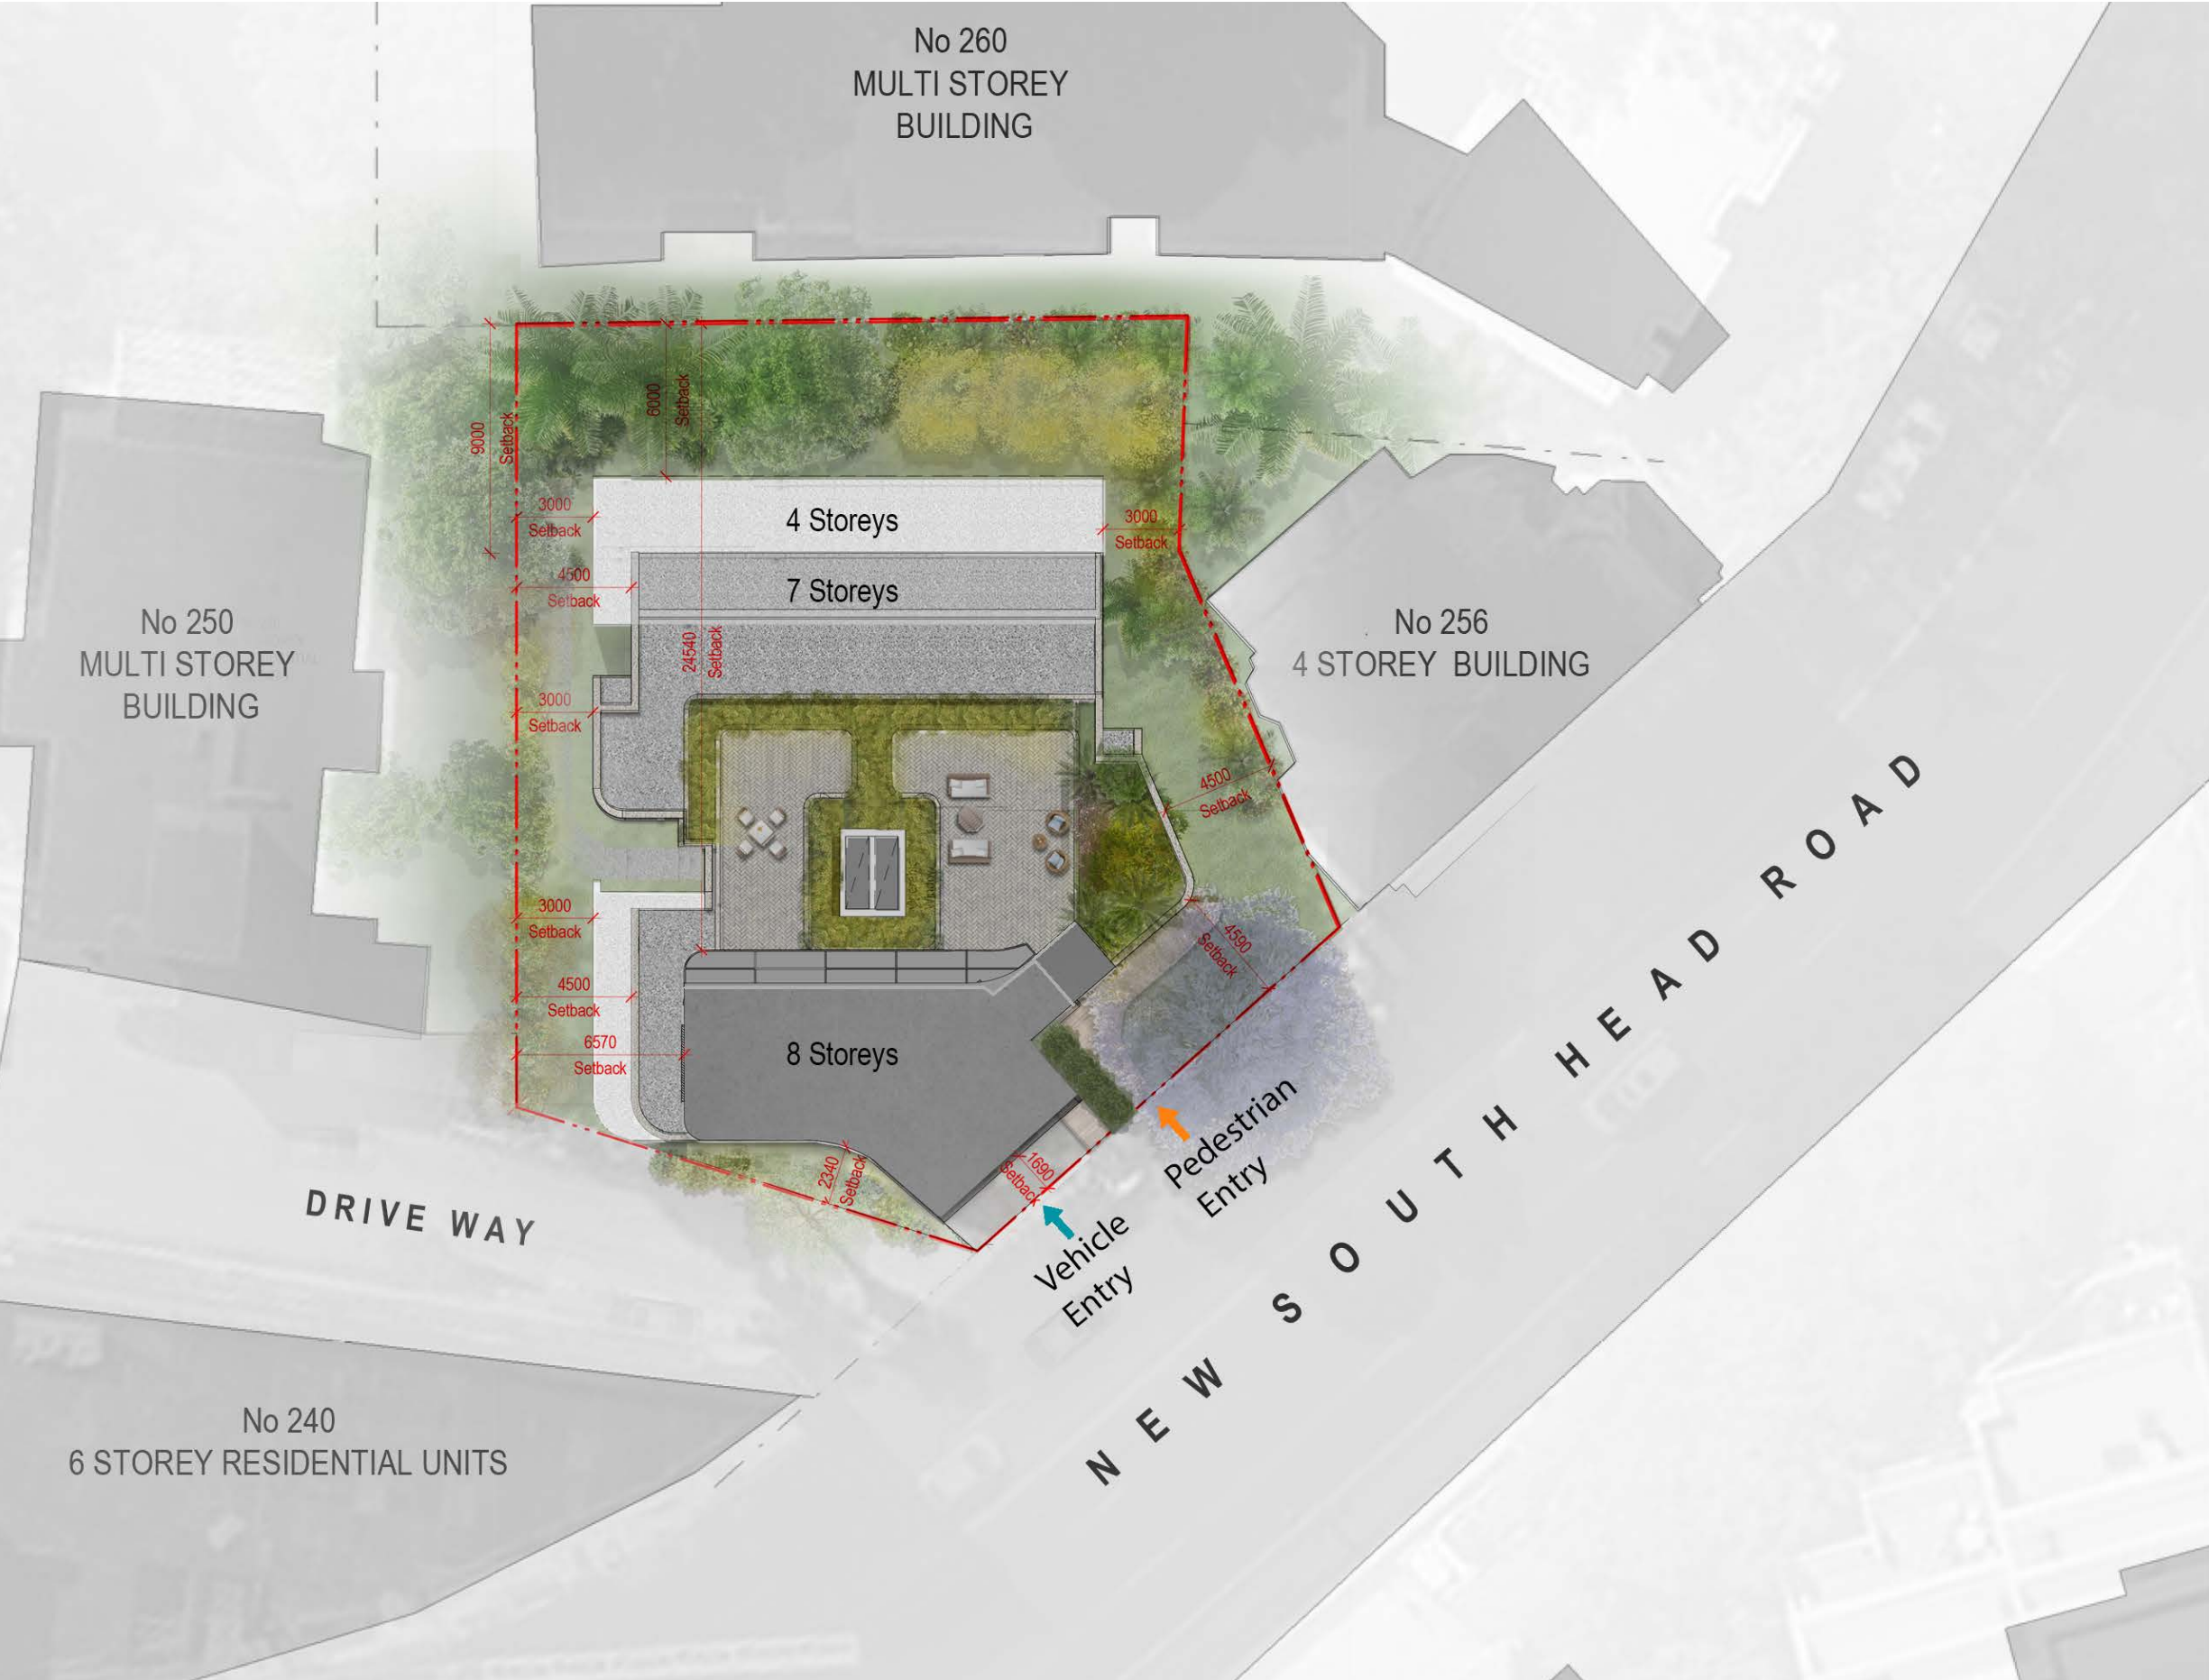 No 260
MULTI STOREY
BUILDING
9000
Setback
6000
Setback
3000
Setback
4 Storeys
3000
Setback
4500
Setback
7 Storeys
No 250
MULTI STOREY
BUILDING
No 256
4 STOREY BUILDING
24540
Setback
3000
Setback
4500
Setback
3000
Setback
4590
Setback
4500
Setback
6570
Setback
8 Storeys
2340
Setback
1690
Setback
Pedestrian
Entry
Vehicle
Entry
DRIVE WAY
NEW SOUTH HEAD ROAD
No 240
6 STOREY RESIDENTIAL UNITS